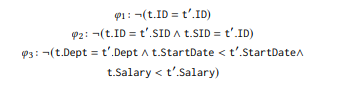 φ₁: ¬(t.ID = t′.ID)
φ₂: ¬(t.ID = t′.SID ∧ t.SID = t′.ID)
φ₃: ¬(t.Dept = t′.Dept ∧ t.StartDate < t′.StartDate∧
t.Salary < t′.Salary)